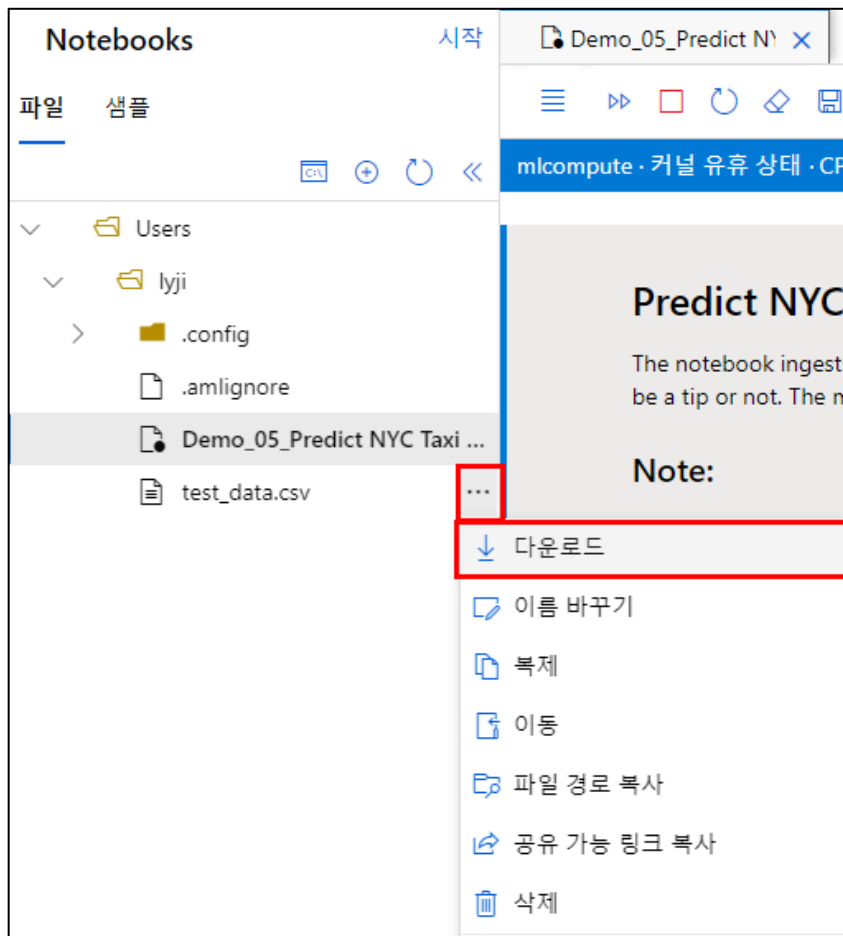 Notebooks
시작
파일
샘플
Users
lyji
.config
.amlignore
Demo_05_Predict NYC Taxi ...
test_data.csv
...
다운로드
이름 바꾸기
복제
이동
파일 경로 복사
공유 가능 링크 복사
삭제
Demo_05_Predict NY
mlcompute · 커널 유휴 상태 · CP
Predict NYC
The notebook ingest
be a tip or not. The m
Note: